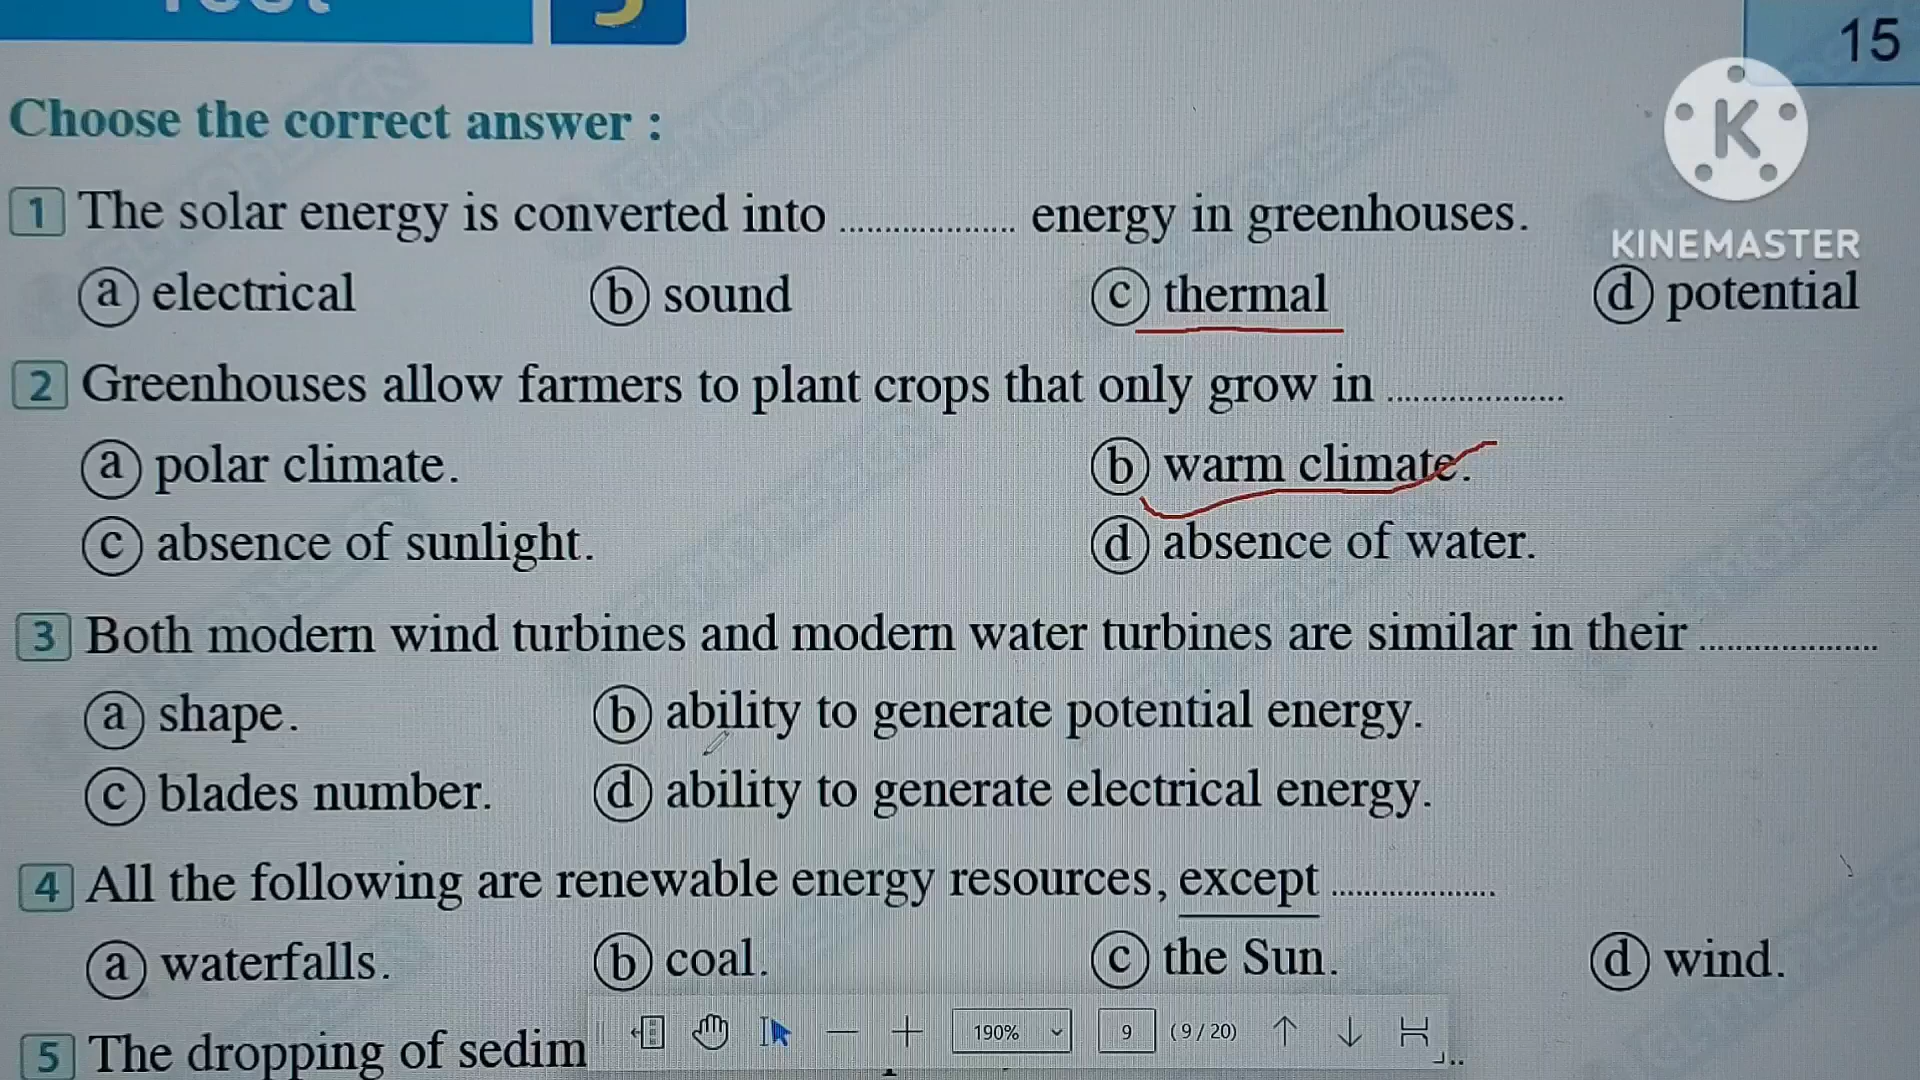 15
Choose the correct answer :
KINEMASTER
1 The solar energy is converted into .................... energy in greenhouses.
a electrical b sound c thermal d potential
2 Greenhouses allow farmers to plant crops that only grow in ....................
a polar climate. b warm climate.
c absence of sunlight. d absence of water.
3 Both modern wind turbines and modern water turbines are similar in their ....................
a shape. b ability to generate potential energy.
c blades number. d ability to generate electrical energy.
4 All the following are renewable energy resources, except ....................
a waterfalls. b coal. c the Sun. d wind.
190% 9 (9/20)
5 The dropping of sedim